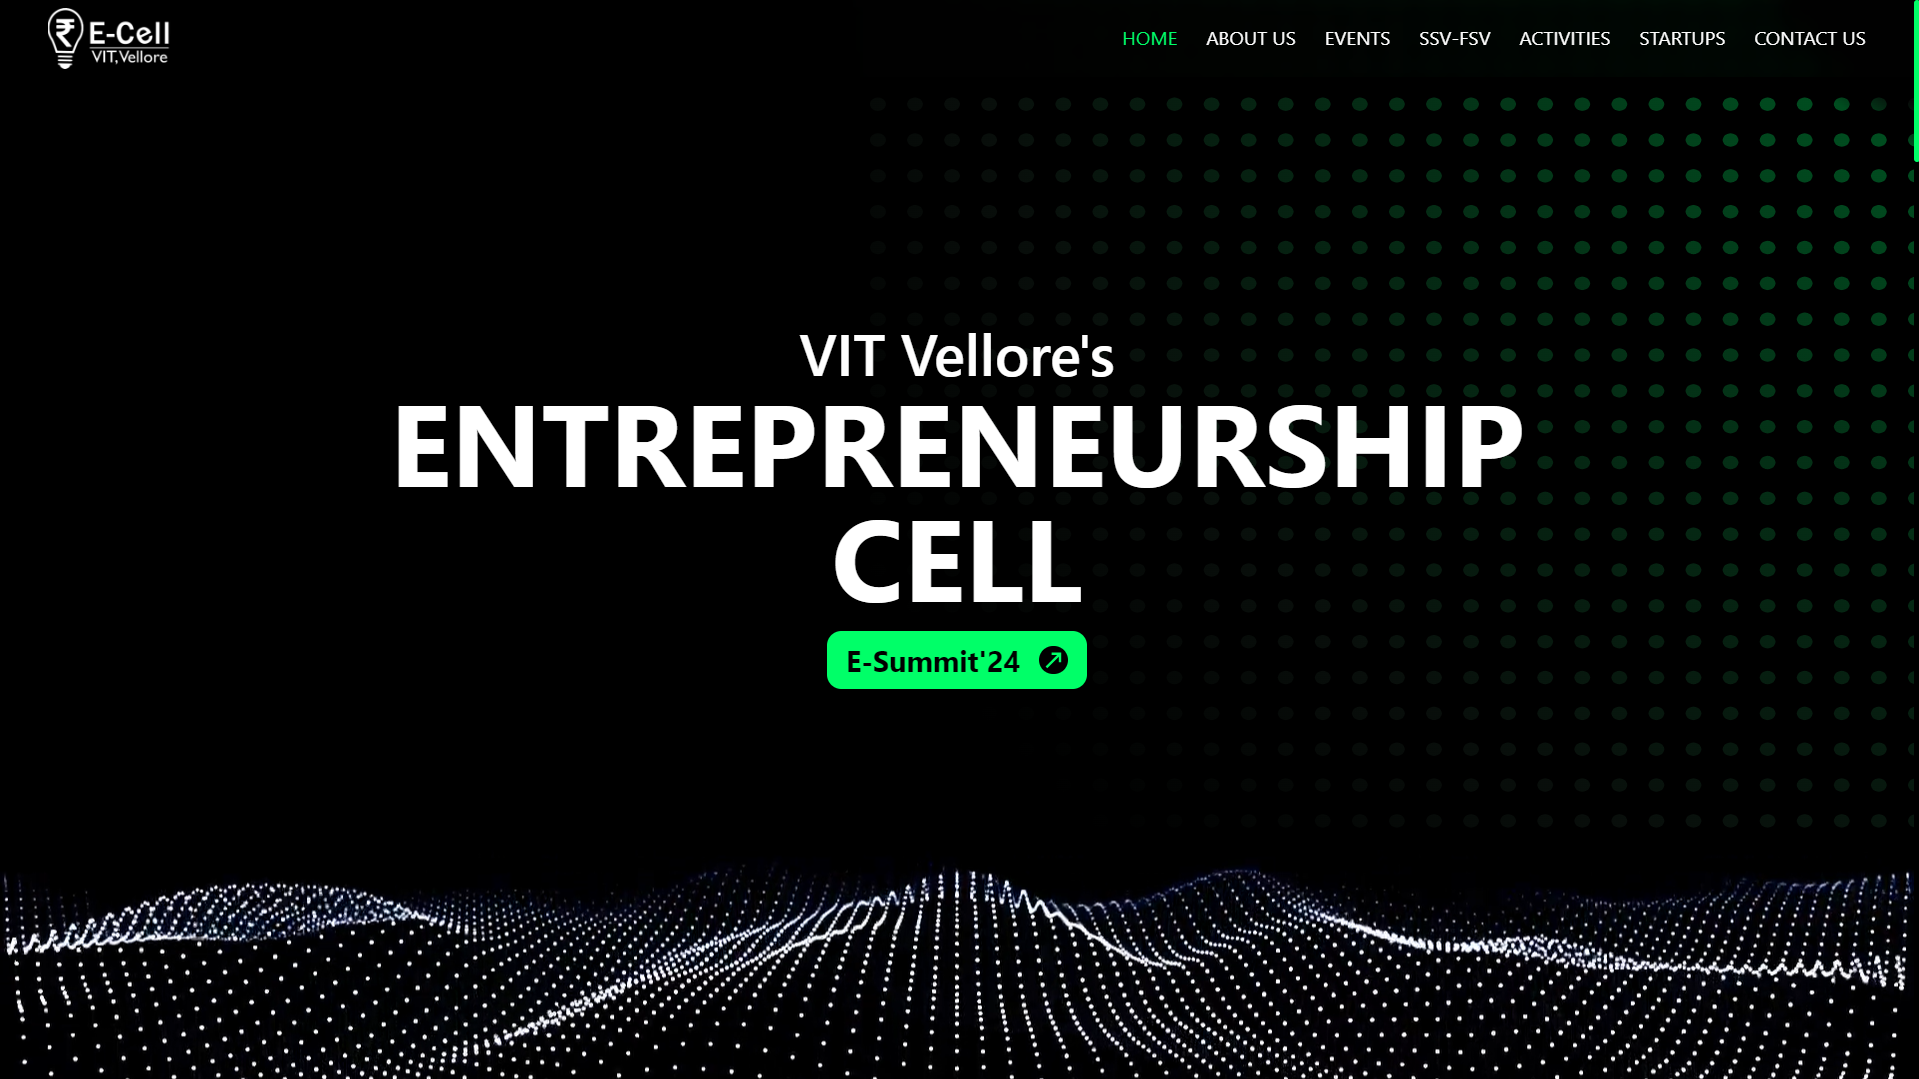 E-Cell
VIT,Vellore
HOME ABOUT US EVENTS SSV-FSV ACTIVITIES STARTUPS CONTACT US
VIT Vellore's
ENTREPRENEURSHIP
CELL
E-Summit'24